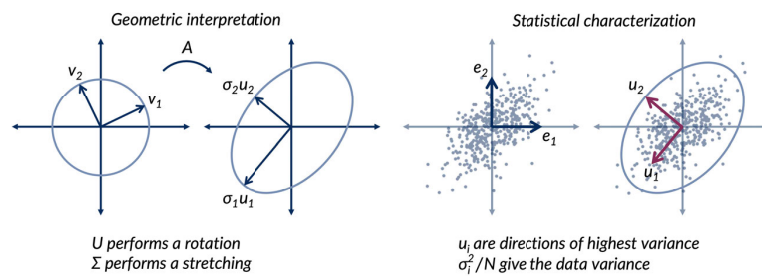 Geometric interpretation
Statistical characterization
A
v₂
v₁
σ₂u₂
σ₁u₁
e₂
e₁
u₂
u₁
U performs a rotation
Σ performs a stretching
uᵢ are directions of highest variance
σᵢ²/N give the data variance